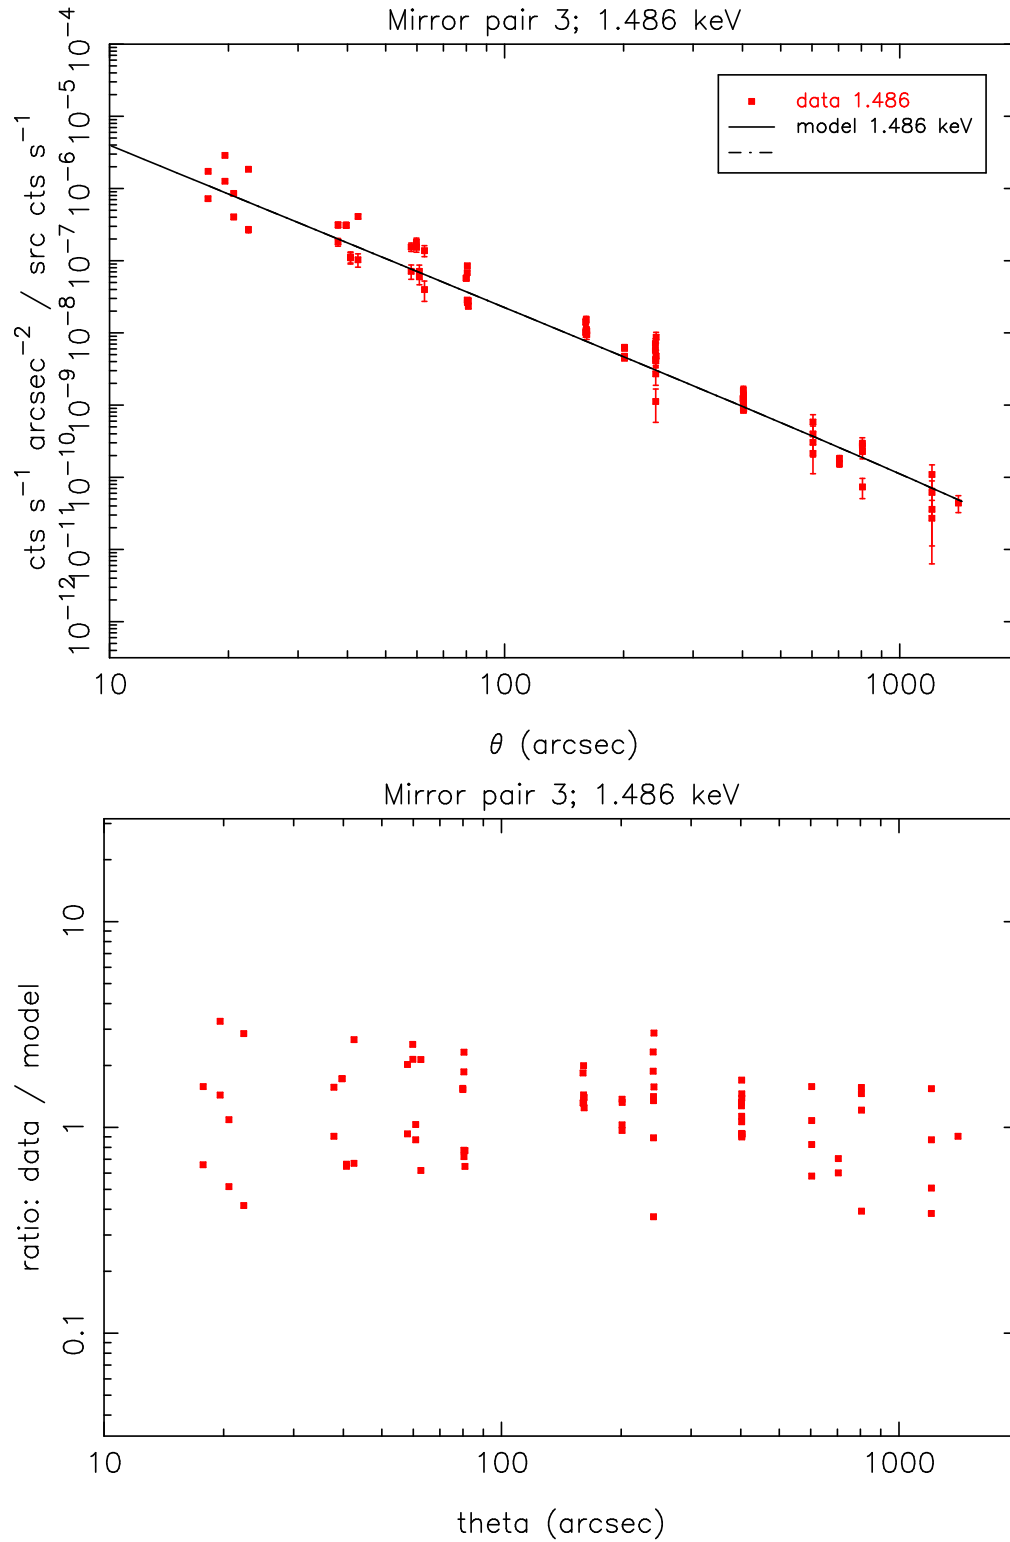 Mirror pair 3; 1.486 keV
cts s⁻¹ arcsec⁻² / src cts s⁻¹
10⁻⁴
10⁻⁵
10⁻⁶
10⁻⁷
10⁻⁸
10⁻⁹
10⁻¹⁰
10⁻¹¹
10⁻¹²
data 1.486
model 1.486 keV
10 100 1000
θ (arcsec)
Mirror pair 3; 1.486 keV
ratio: data / model
10
1
0.1
10 100 1000
theta (arcsec)